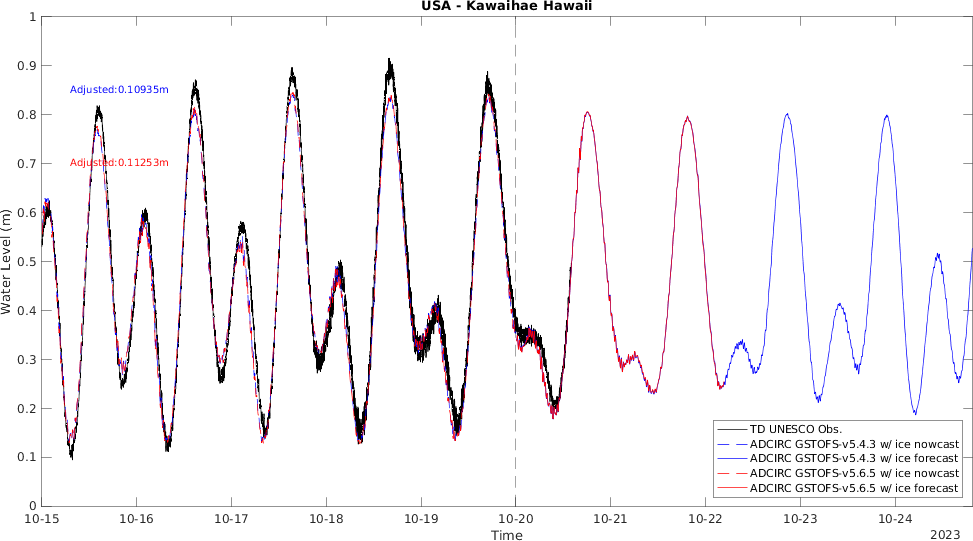 USA - Kawaihae Hawaii
1
0.9
0.8
0.7
0.6
0.5
0.4
0.3
0.2
0.1
0
Water Level (m)
Adjusted:0.10935m
Adjusted:0.11253m
TD UNESCO Obs.
ADCIRC GSTOFS-v5.4.3 w/ ice nowcast
ADCIRC GSTOFS-v5.4.3 w/ ice forecast
ADCIRC GSTOFS-v5.6.5 w/ ice nowcast
ADCIRC GSTOFS-v5.6.5 w/ ice forecast
10-15 10-16 10-17 10-18 10-19 10-20 10-21 10-22 10-23 10-24
Time
2023